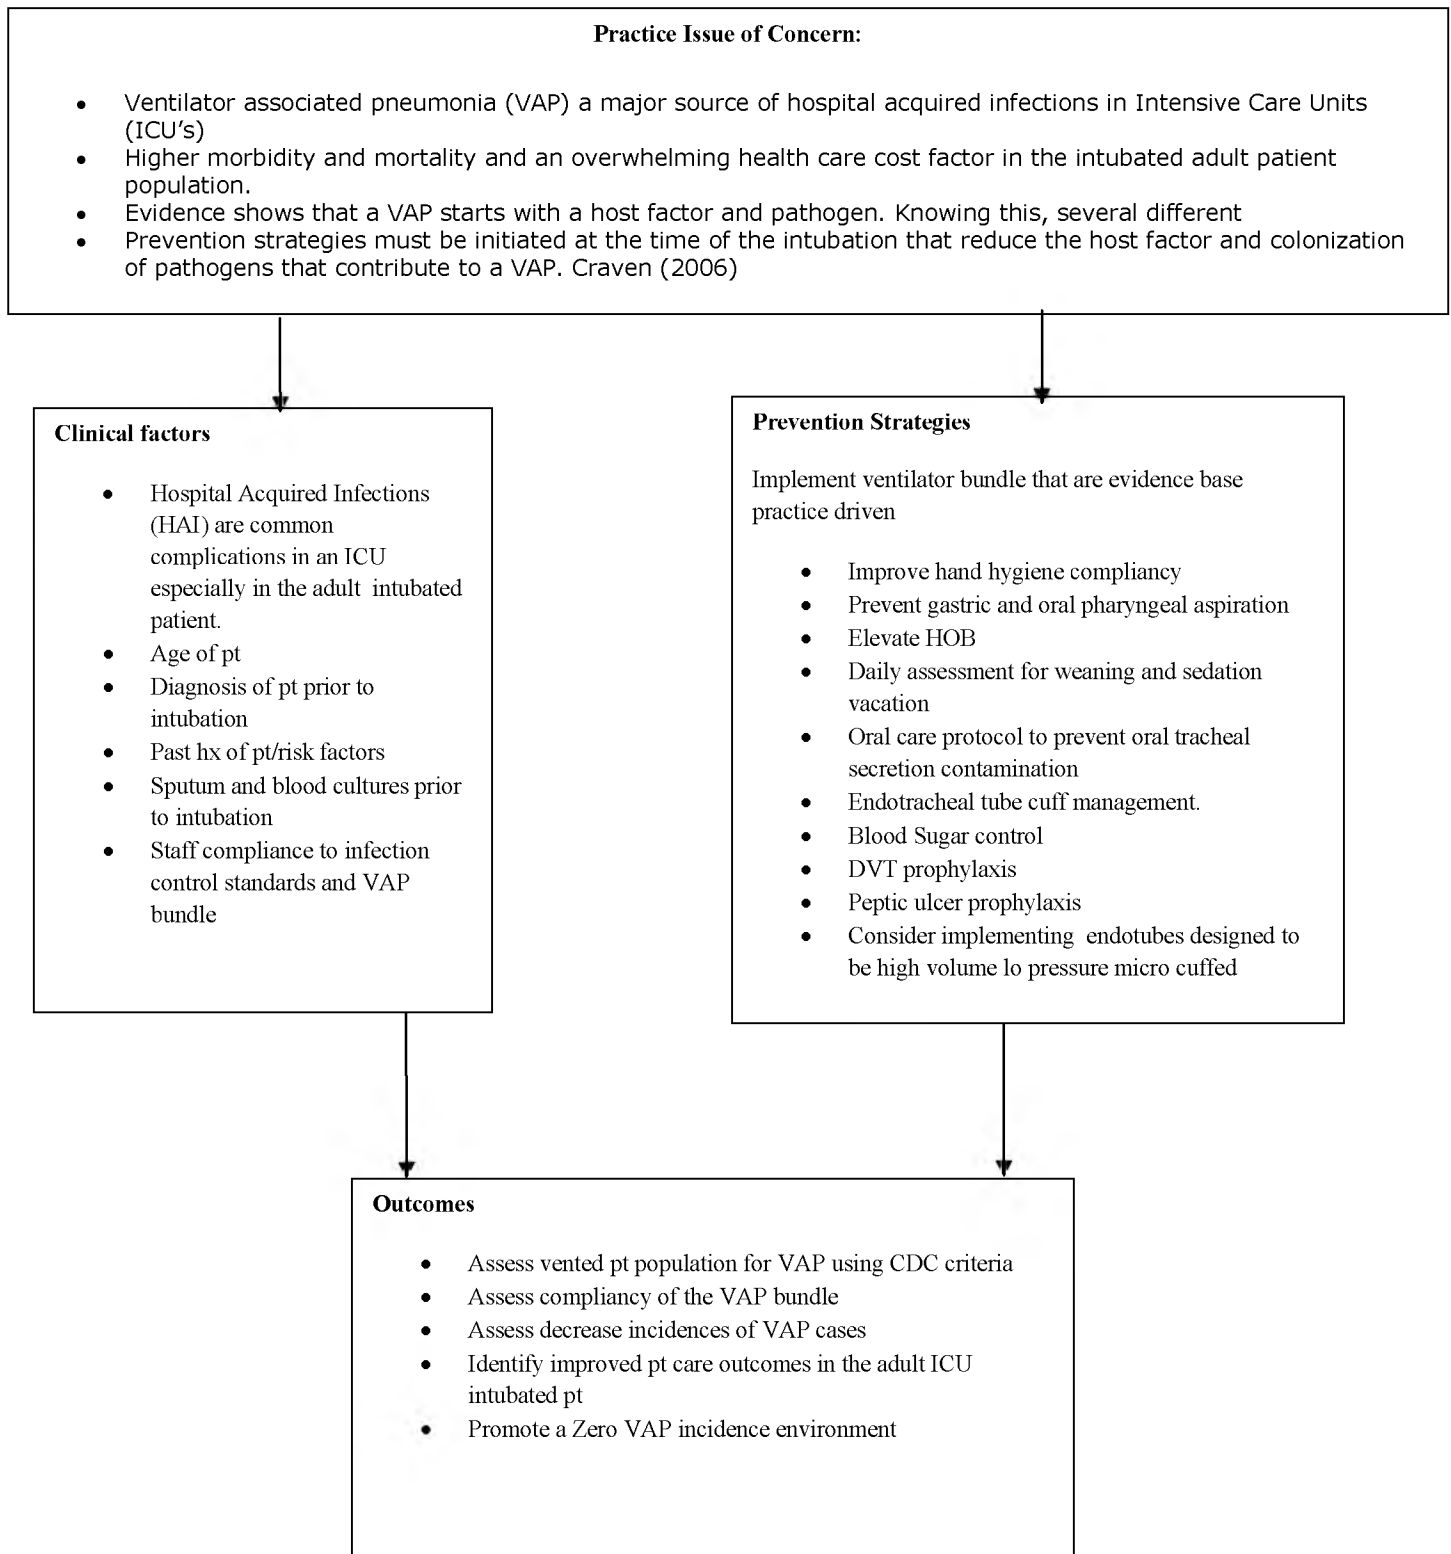 Practice Issue of Concern:
• Ventilator associated pneumonia (VAP) a major source of hospital acquired infections in Intensive Care Units
(ICU's)
• Higher morbidity and mortality and an overwhelming health care cost factor in the intubated adult patient
population.
• Evidence shows that a VAP starts with a host factor and pathogen. Knowing this, several different
• Prevention strategies must be initiated at the time of the intubation that reduce the host factor and colonization
of pathogens that contribute to a VAP. Craven (2006)
Clinical factors
• Hospital Acquired Infections
(HAI) are common
complications in an ICU
especially in the adult intubated
patient.
• Age of pt
• Diagnosis of pt prior to
intubation
• Past hx of pt/risk factors
• Sputum and blood cultures prior
to intubation
• Staff compliance to infection
control standards and VAP
bundle
Prevention Strategies
Implement ventilator bundle that are evidence base
practice driven
• Improve hand hygiene compliancy
• Prevent gastric and oral pharyngeal aspiration
• Elevate HOB
• Daily assessment for weaning and sedation
vacation
• Oral care protocol to prevent oral tracheal
secretion contamination
• Endotracheal tube cuff management.
• Blood Sugar control
• DVT prophylaxis
• Peptic ulcer prophylaxis
• Consider implementing endotubes designed to
be high volume lo pressure micro cuffed
Outcomes
• Assess vented pt population for VAP using CDC criteria
• Assess compliancy of the VAP bundle
• Assess decrease incidences of VAP cases
• Identify improved pt care outcomes in the adult ICU
intubated pt
• Promote a Zero VAP incidence environment